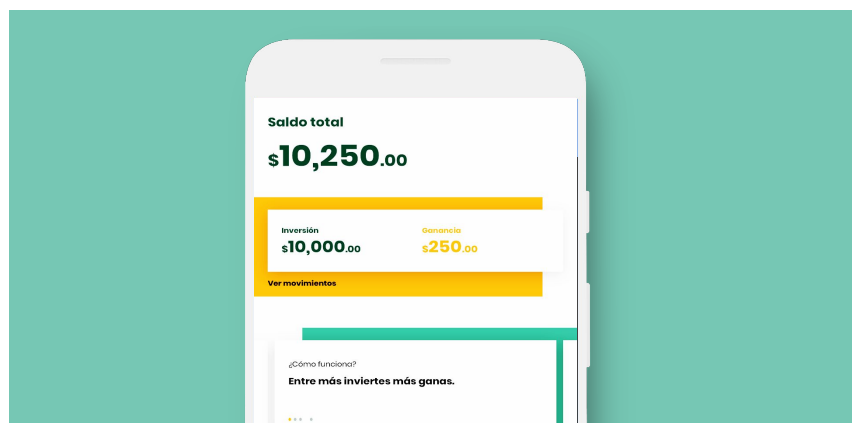 Saldo total
$10,250.00
Inversión Ganancia
$10,000.00 $250.00
Ver movimientos
¿Cómo funciona?
Entre más inviertes más ganas.